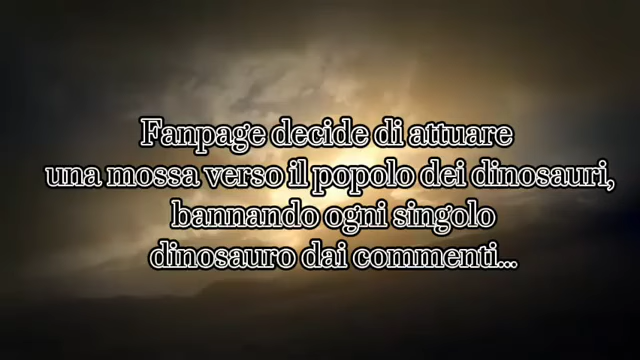 Fanpage decide di attuare
una mossa verso il popolo dei dinosauri,
bannando ogni singolo
dinosauro dai commenti...